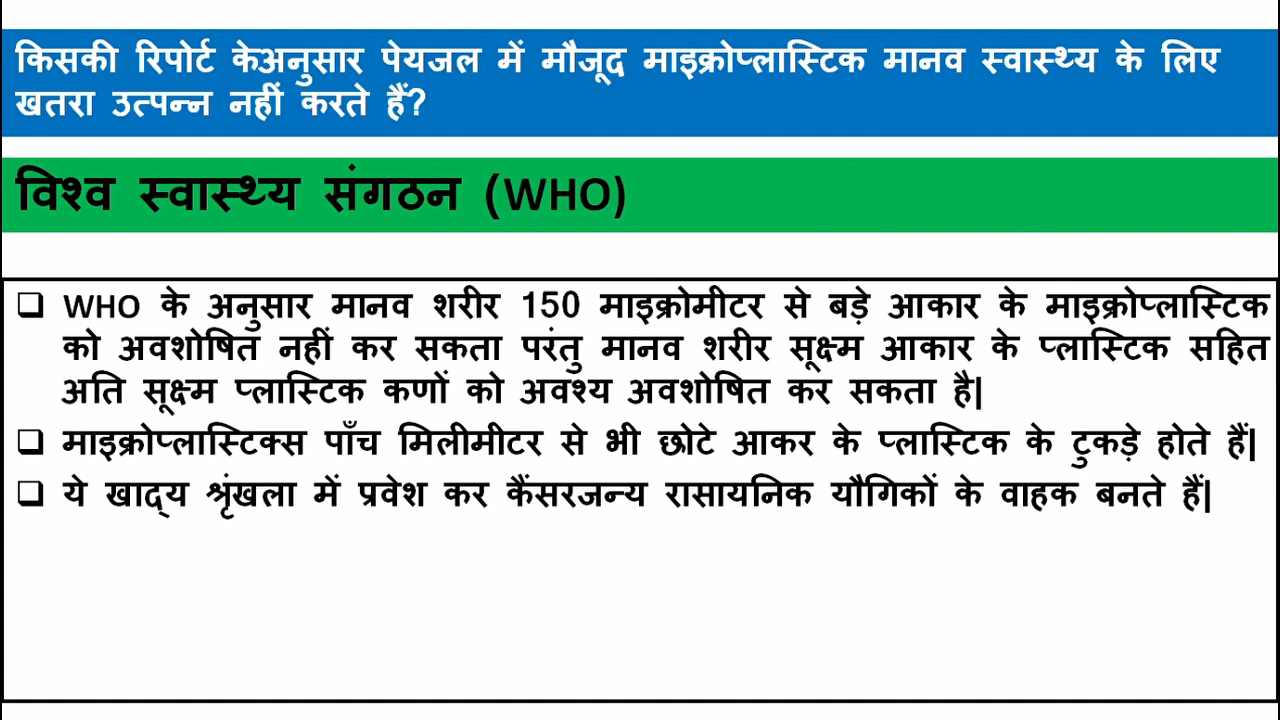 किसकी रिपोर्ट केअनुसार पेयजल में मौजूद माइक्रोप्लास्टिक मानव स्वास्थ्य के लिए
खतरा उत्पन्न नहीं करते हैं?
विश्व स्वास्थ्य संगठन (WHO)
❑ WHO के अनुसार मानव शरीर 150 माइक्रोमीटर से बड़े आकार के माइक्रोप्लास्टिक
को अवशोषित नहीं कर सकता परंतु मानव शरीर सूक्ष्म आकार के प्लास्टिक सहित
अति सूक्ष्म प्लास्टिक कणों को अवश्य अवशोषित कर सकता है|
❑ माइक्रोप्लास्टिक्स पाँच मिलीमीटर से भी छोटे आकर के प्लास्टिक के टुकड़े होते हैं|
❑ ये खाद्य श्रृंखला में प्रवेश कर कैंसरजन्य रासायनिक यौगिकों के वाहक बनते हैं|